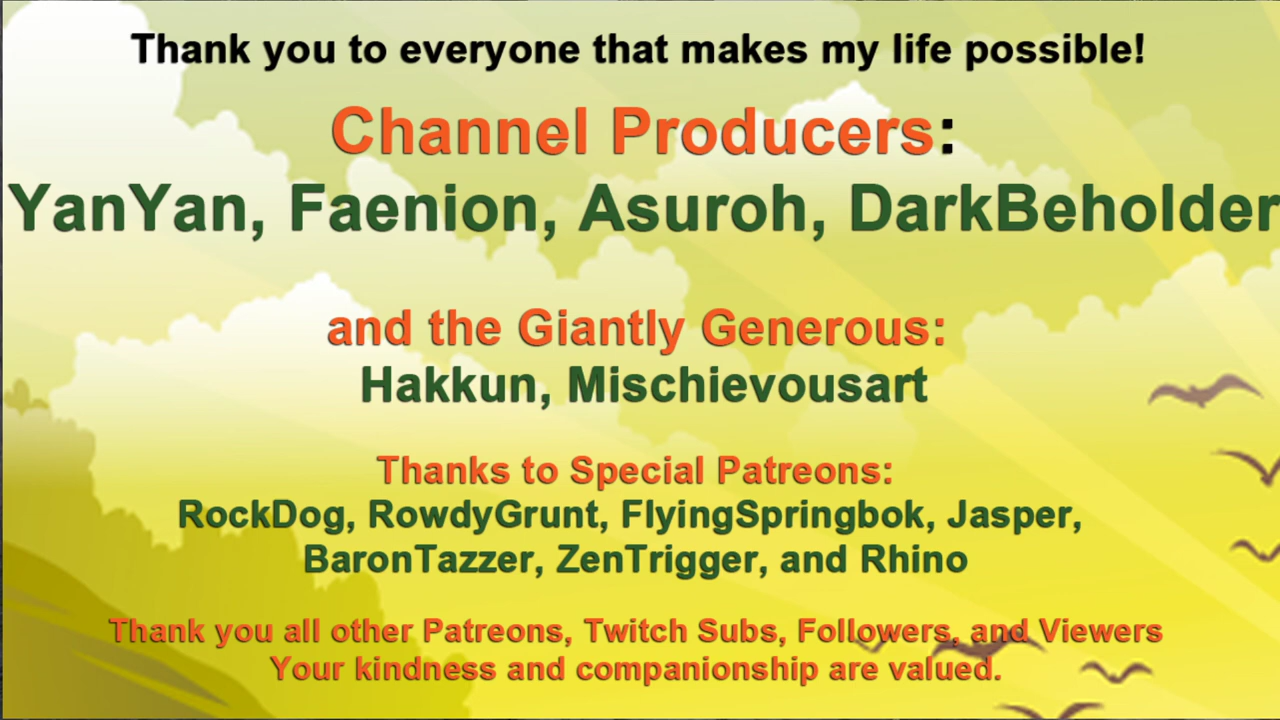 Thank you to everyone that makes my life possible!
Channel Producers:
YanYan, Faenion, Asuroh, DarkBeholder
and the Giantly Generous:
Hakkun, Mischievousart
Thanks to Special Patreons:
RockDog, RowdyGrunt, FlyingSpringbok, Jasper,
BaronTazzer, ZenTrigger, and Rhino
Thank you all other Patreons, Twitch Subs, Followers, and Viewers
Your kindness and companionship are valued.